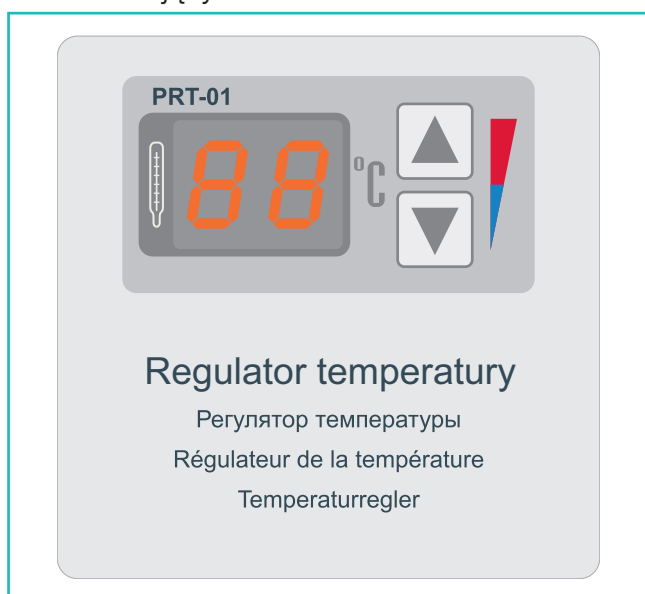 PRT-01
88 °C
Regulator temperatury
Регулятор температуры
Régulateur de la température
Temperaturregler